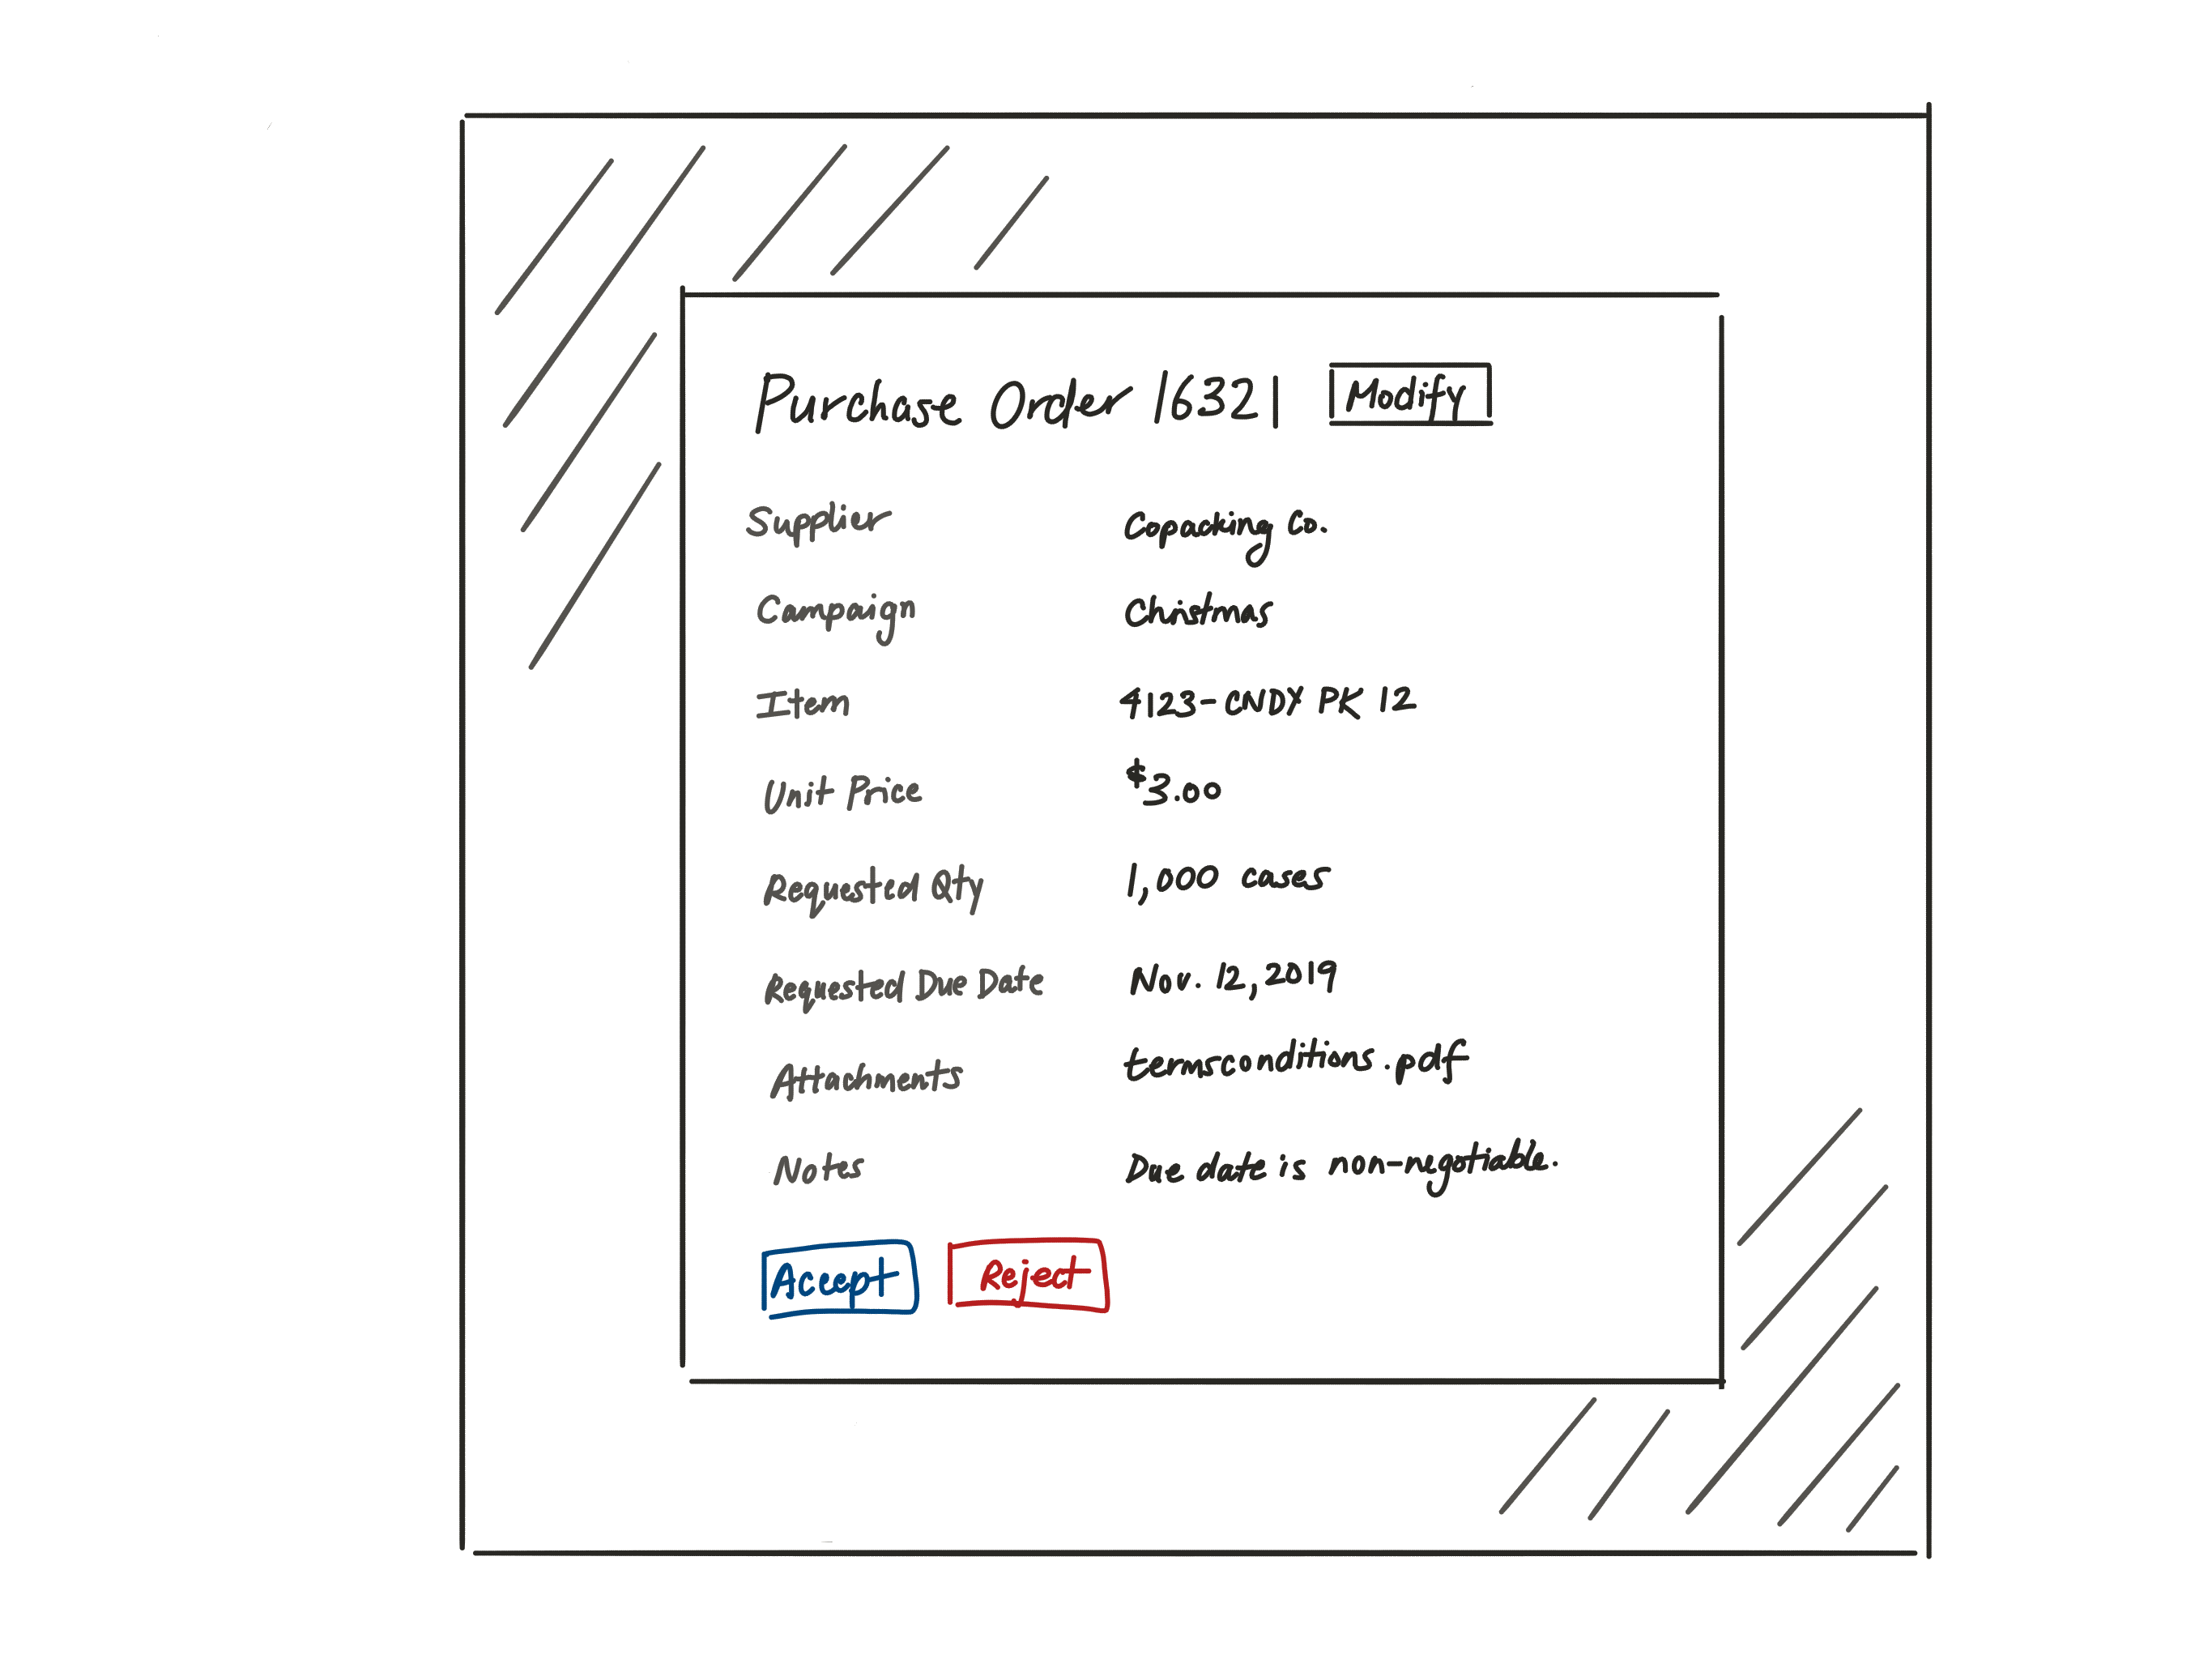 Purchase Order 16321 Modify
Supplier Copacking Co.
Campaign Chistmas
Item 4123-CNDY PK 12
Unit Price $3.00
Requested Qty 1,000 cases
Requested Due Date Nov. 12, 2019
Attachments termsconditions.pdf
Notes Due date is non-negotiable.
Accept Reject